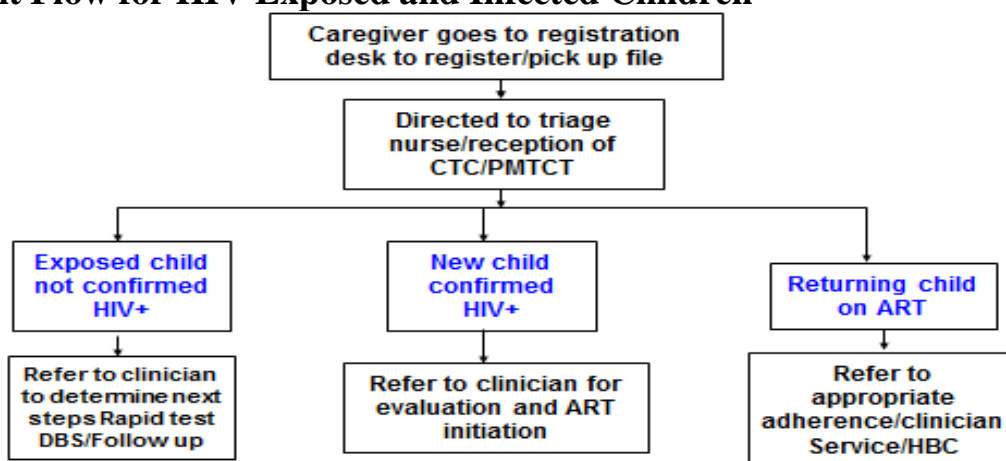 nt Flow for HIV Exposed and Infected Children
Caregiver goes to registration
desk to register/pick up file
Directed to triage
nurse/reception of
CTC/PMTCT
Exposed child
not confirmed
HIV+
New child
confirmed
HIV+
Returning child
on ART
Refer to clinician
to determine next
steps Rapid test
DBS/Follow up
Refer to clinician for
evaluation and ART
initiation
Refer to
appropriate
adherence/clinician
Service/HBC